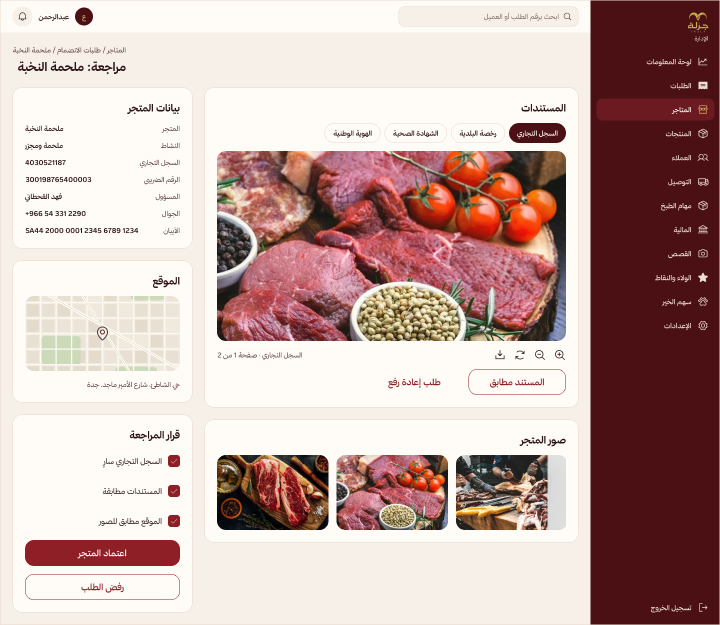 جزلة
الإدارة
لوحة المعلومات
الطلبات
المتاجر
المنتجات
العملاء
التوصيل
مهام الطبخ
المالية
القصص
الولاء والنقاط
سهم الخير
الإعدادات
تسجيل الخروج
ابحث برقم الطلب أو العميل
ع
عبدالرحمن
المتاجر / طلبات الانضمام / ملحمة النخبة
مراجعة: ملحمة النخبة
المستندات
السجل التجاري
رخصة البلدية
الشهادة الصحية
الهوية الوطنية
السجل التجاري · صفحة 1 من 2
المستند مطابق
طلب إعادة رفع
صور المتجر
بيانات المتجر
المتجر ملحمة النخبة
النشاط ملحمة ومجزر
السجل التجاري 4030521187
الرقم الضريبي 300198765400003
المسؤول فهد القحطاني
الجوال +966 54 331 2290
الآيبان SA44 2000 0001 2345 6789 1234
الموقع
حي الشاطئ، شارع الأمير ماجد، جدة
قرار المراجعة
السجل التجاري سارٍ
المستندات مطابقة
الموقع مطابق للصور
اعتماد المتجر
رفض الطلب